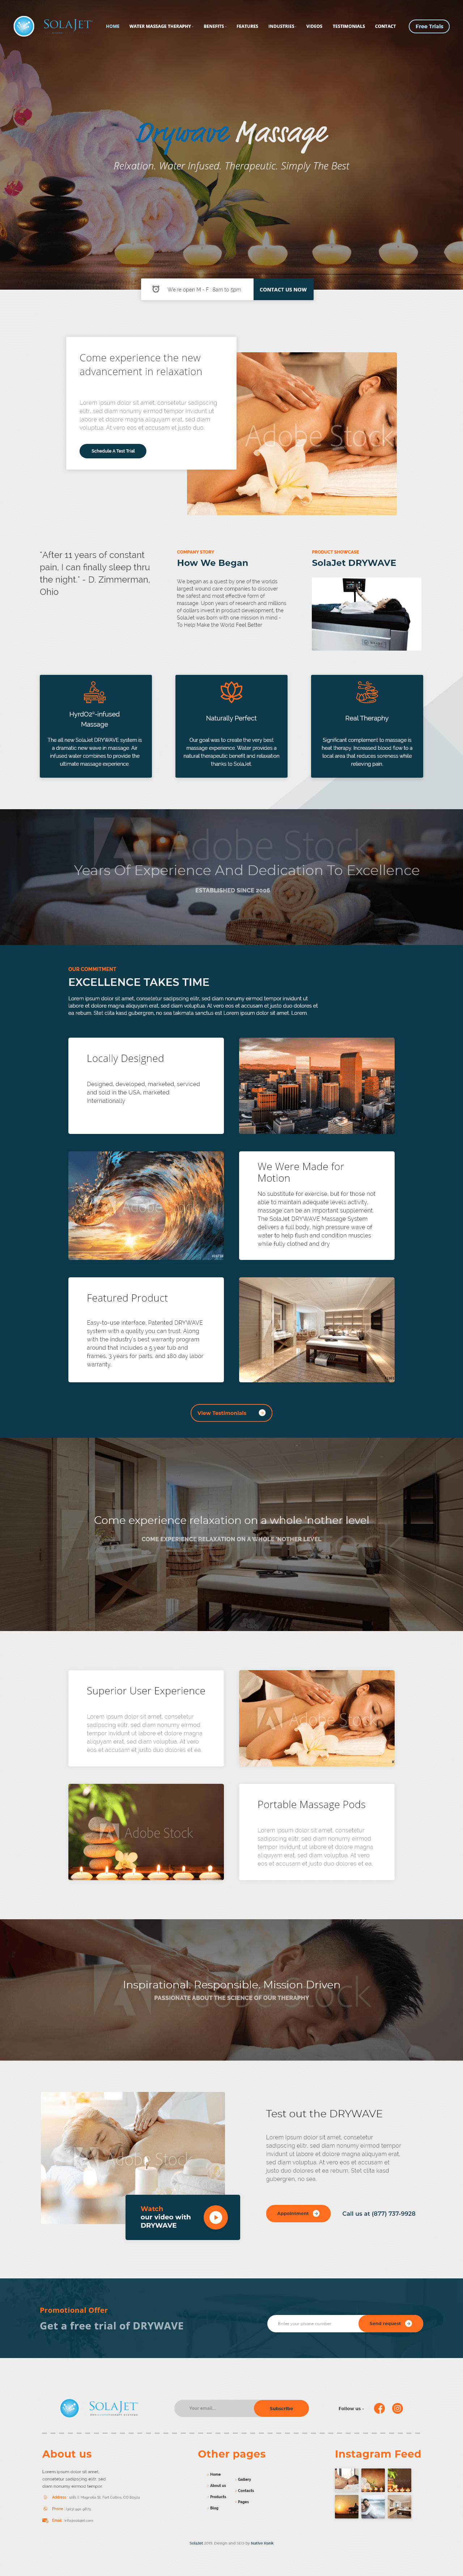 SOLAJET
HOME
WATER MASSAGE THERAPHY
BENEFITS
FEATURES
INDUSTRIES
VIDEOS
TESTIMONIALS
CONTACT
Free Trials
Drywave Massage
Relxation. Water Infused. Therapeutic. Simply The Best
We're open M - F 8am to 5pm
CONTACT US NOW
Come experience the new
advancement in relaxation
Lorem ipsum dolor sit amet, consetetur sadipscing
elitr, sed diam nonumy eirmod tempor invidunt ut
labore et dolore magna aliquyam erat, sed diam
voluptua. At vero eos et accusam et justo duo.
Schedule A Test Trial
Adobe Stock
"After 11 years of constant
pain, I can finally sleep thru
the night." - D. Zimmerman,
Ohio
COMPANY STORY
How We Began
We began as a quest by one of the worlds
largest wound care companies to discover
the safest and most effective form of
massage. Upon years of research and millions
of dollars invest in product development, the
SolaJet was born with one mission in mind -
To Help Make the World Feel Better
PRODUCT SHOWCASE
SolaJet DRYWAVE
HyrdO2°-infused
Massage
The all new SolaJet DRYWAVE system is
a dramatic new wave in massage. Air
infused water combines to provide the
ultimate massage experience.
Naturally Perfect
Our goal was to create the very best
massage experience. Water provides a
natural therapeutic benefit and relaxation
thanks to SolaJet.
Real Theraphy
Significant complement to massage is
heat therapy. Increased blood flow to a
local area that reduces soreness while
relieving pain.
Adobe Stock
Years Of Experience And Dedication To Excellence
ESTABLISHED SINCE 2006
OUR COMMITMENT
EXCELLENCE TAKES TIME
Lorem ipsum dolor sit amet, consetetur sadipscing elitr, sed diam nonumy eirmod tempor invidunt ut
labore et dolore magna aliquyam erat, sed diam voluptua. At vero eos et accusam et justo duo dolores et
ea rebum. Stet clita kasd gubergren, no sea takimata sanctus est Lorem ipsum dolor sit amet. Lorem.
Locally Designed
Designed, developed, marketed, serviced
and sold in the USA, marketed
internationally
We Were Made for
Motion
No substitute for exercise, but for those not
able to maintain adequate levels activity,
massage can be an important supplement.
The SolaJet DRYWAVE Massage System
delivers a full body, high pressure wave of
water to help flush and condition muscles
while fully clothed and dry
Featured Product
Easy-to-use interface. Patented DRYWAVE
system with a quality you can trust. Along
with the industry's best warranty program
around that includes a 5 year tub and
frames, 3 years for parts, and 180 day labor
warranty.
View Testimonials
Come experience relaxation on a whole 'nother level
COME EXPERIENCE RELAXATION ON A WHOLE 'NOTHER LEVEL
Superior User Experience
Lorem ipsum dolor sit amet, consetetur
sadipscing elitr, sed diam nonumy eirmod
tempor invidunt ut labore et dolore magna
aliquyam erat, sed diam voluptua. At vero
eos et accusam et justo duo dolores et ea
Adobe Stock
Adobe Stock
Portable Massage Pods
Lorem ipsum dolor sit amet, consetetur
sadipscing elitr, sed diam nonumy eirmod
tempor invidunt ut labore et dolore magna
aliquyam erat, sed diam voluptua. At vero
eos et accusam et justo duo dolores et ea
Inspirational. Responsible. Mission Driven
PASSIONATE ABOUT THE SCIENCE OF OUR THERAPHY
Test out the DRYWAVE
Lorem ipsum dolor sit amet, consetetur
sadipscing elitr, sed diam nonumy eirmod tempor
invidunt ut labore et dolore magna aliquyam erat,
sed diam voluptua. At vero eos et accusam et
justo duo dolores et ea rebum. Stet clita kasd
gubergren, no sea.
Watch
our video with
DRYWAVE
Appointment
Call us at (877) 737-9928
Promotional Offer
Get a free trial of DRYWAVE
Enter your phone number
Send request
SOLAJET
Your email...
Subscribe
Follow us -
About us
Lorem ipsum dolor sit amet,
consetetur sadipscing elitr, sed
diam nonumy eirmod tempor
Address:
Phone:
Email:
Other pages
Home
About us
Products
Blog
Gallery
Contacts
Pages
Instagram Feed